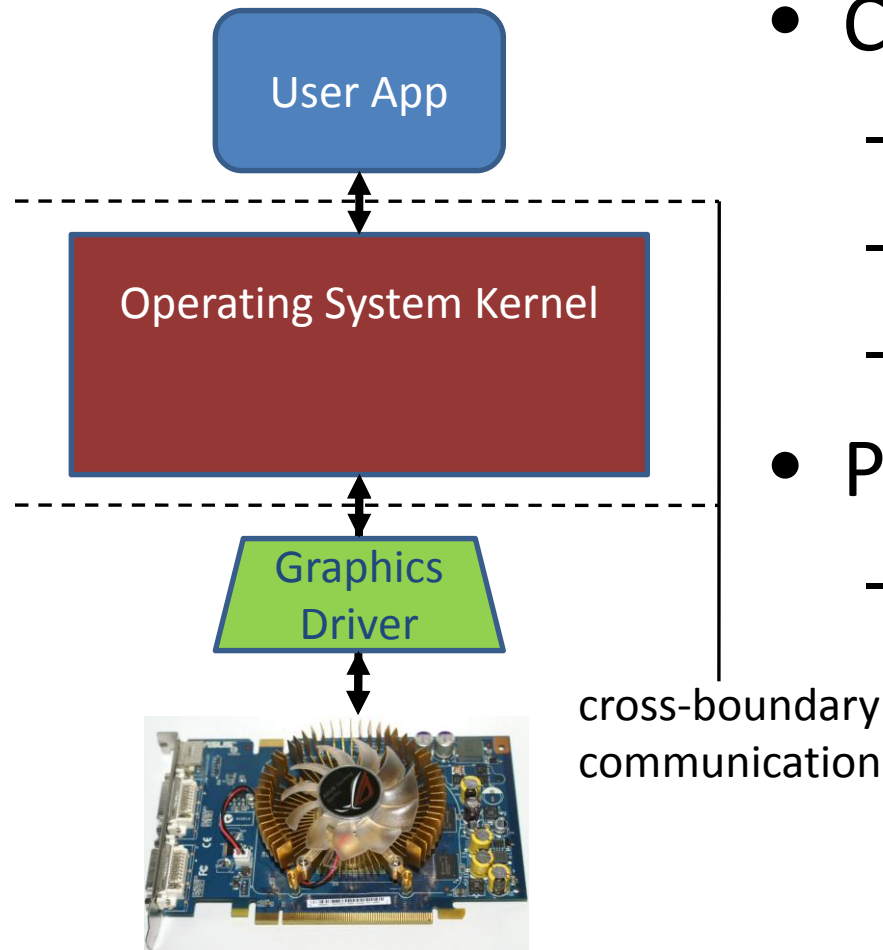 User App
Operating System Kernel
Graphics
Driver
cross-boundary
communication
• C
–
–
–
• P
–